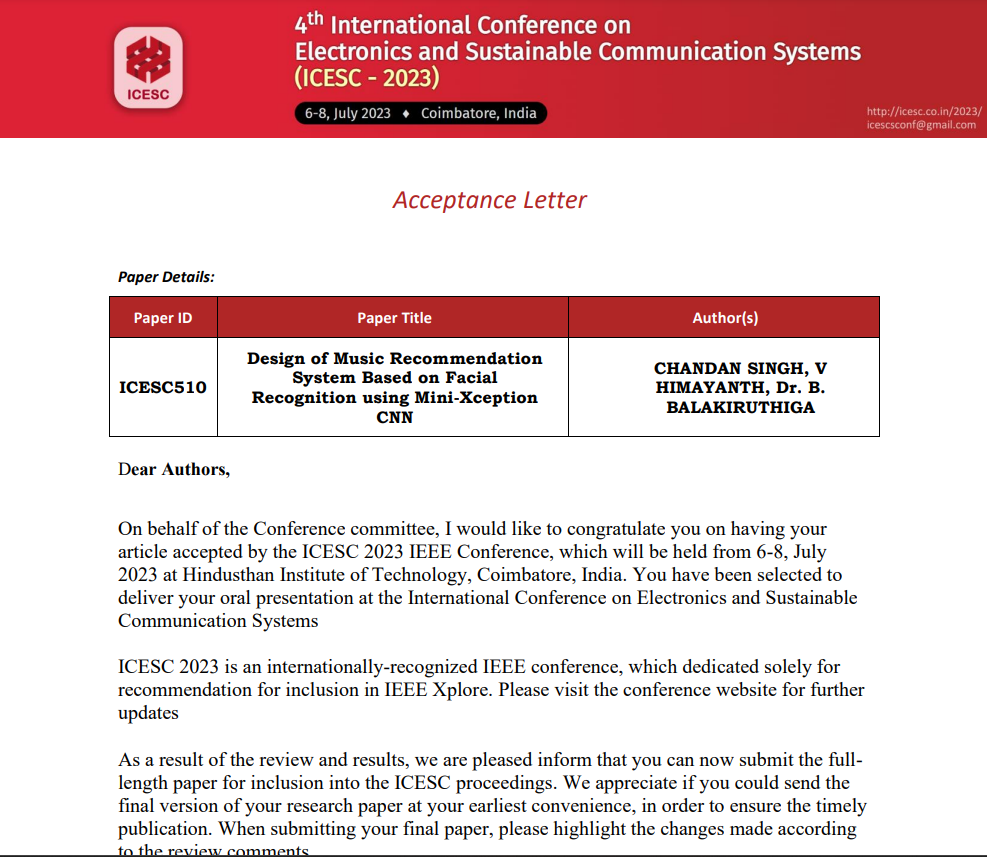 4th International Conference on
Electronics and Sustainable Communication Systems
(ICESC - 2023)
ICESC
6-8, July 2023 ♦ Coimbatore, India
http://icesc.co.in/2023/
icescsconf@gmail.com
Acceptance Letter
Paper Details:
Paper ID Paper Title Author(s)
ICESC510
Design of Music Recommendation
System Based on Facial
Recognition using Mini-Xception
CNN
CHANDAN SINGH, V
HIMAYANTH, Dr. B.
BALAKIRUTHIGA
Dear Authors,
On behalf of the Conference committee, I would like to congratulate you on having your
article accepted by the ICESC 2023 IEEE Conference, which will be held from 6-8, July
2023 at Hindusthan Institute of Technology, Coimbatore, India. You have been selected to
deliver your oral presentation at the International Conference on Electronics and Sustainable
Communication Systems
ICESC 2023 is an internationally-recognized IEEE conference, which dedicated solely for
recommendation for inclusion in IEEE Xplore. Please visit the conference website for further
updates
As a result of the review and results, we are pleased inform that you can now submit the full-
length paper for inclusion into the ICESC proceedings. We appreciate if you could send the
final version of your research paper at your earliest convenience, in order to ensure the timely
publication. When submitting your final paper, please highlight the changes made according
to the review comments